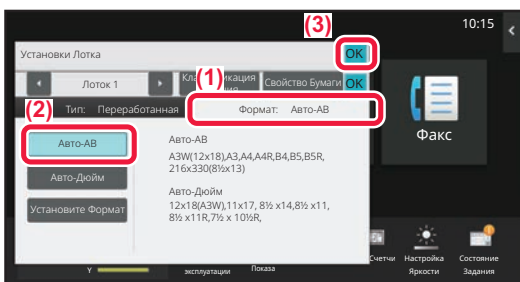 (3)
10:15
Установки Лотка
OK
Лоток 1
(1)
Свойство Бумаги
OK
(2)
Тип: Переработанная
Формат: Авто-AB
Факс
Авто-AB
Авто-Дюйм
Установите Формат
Авто-AB
A3W(12x18),A3,A4,A4R,B4,B5,B5R,
216x330(8½x13)
Авто-Дюйм
12x18(A3W),11x17, 8½ x14,8½ x11,
8½ x11R,7½ x 10½R,
Y
эксплуатации
Показа
Счетчи
Настройка
Яркости
Состояние
Задания